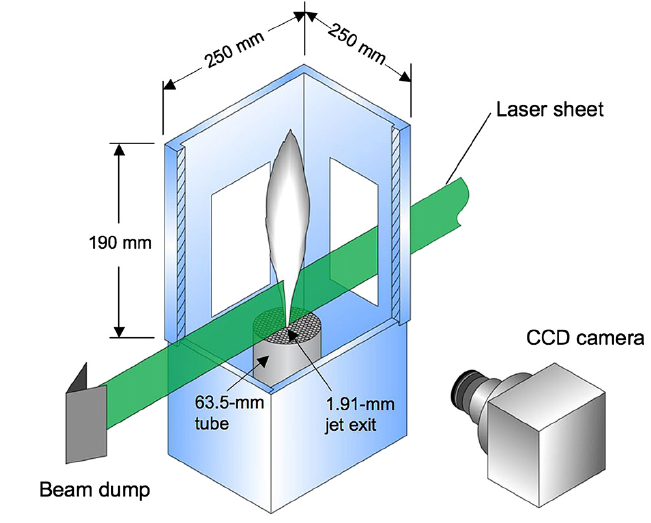 250 mm
250 mm
Laser sheet
190 mm
CCD camera
63.5-mm
tube
1.91-mm
jet exit
Beam dump